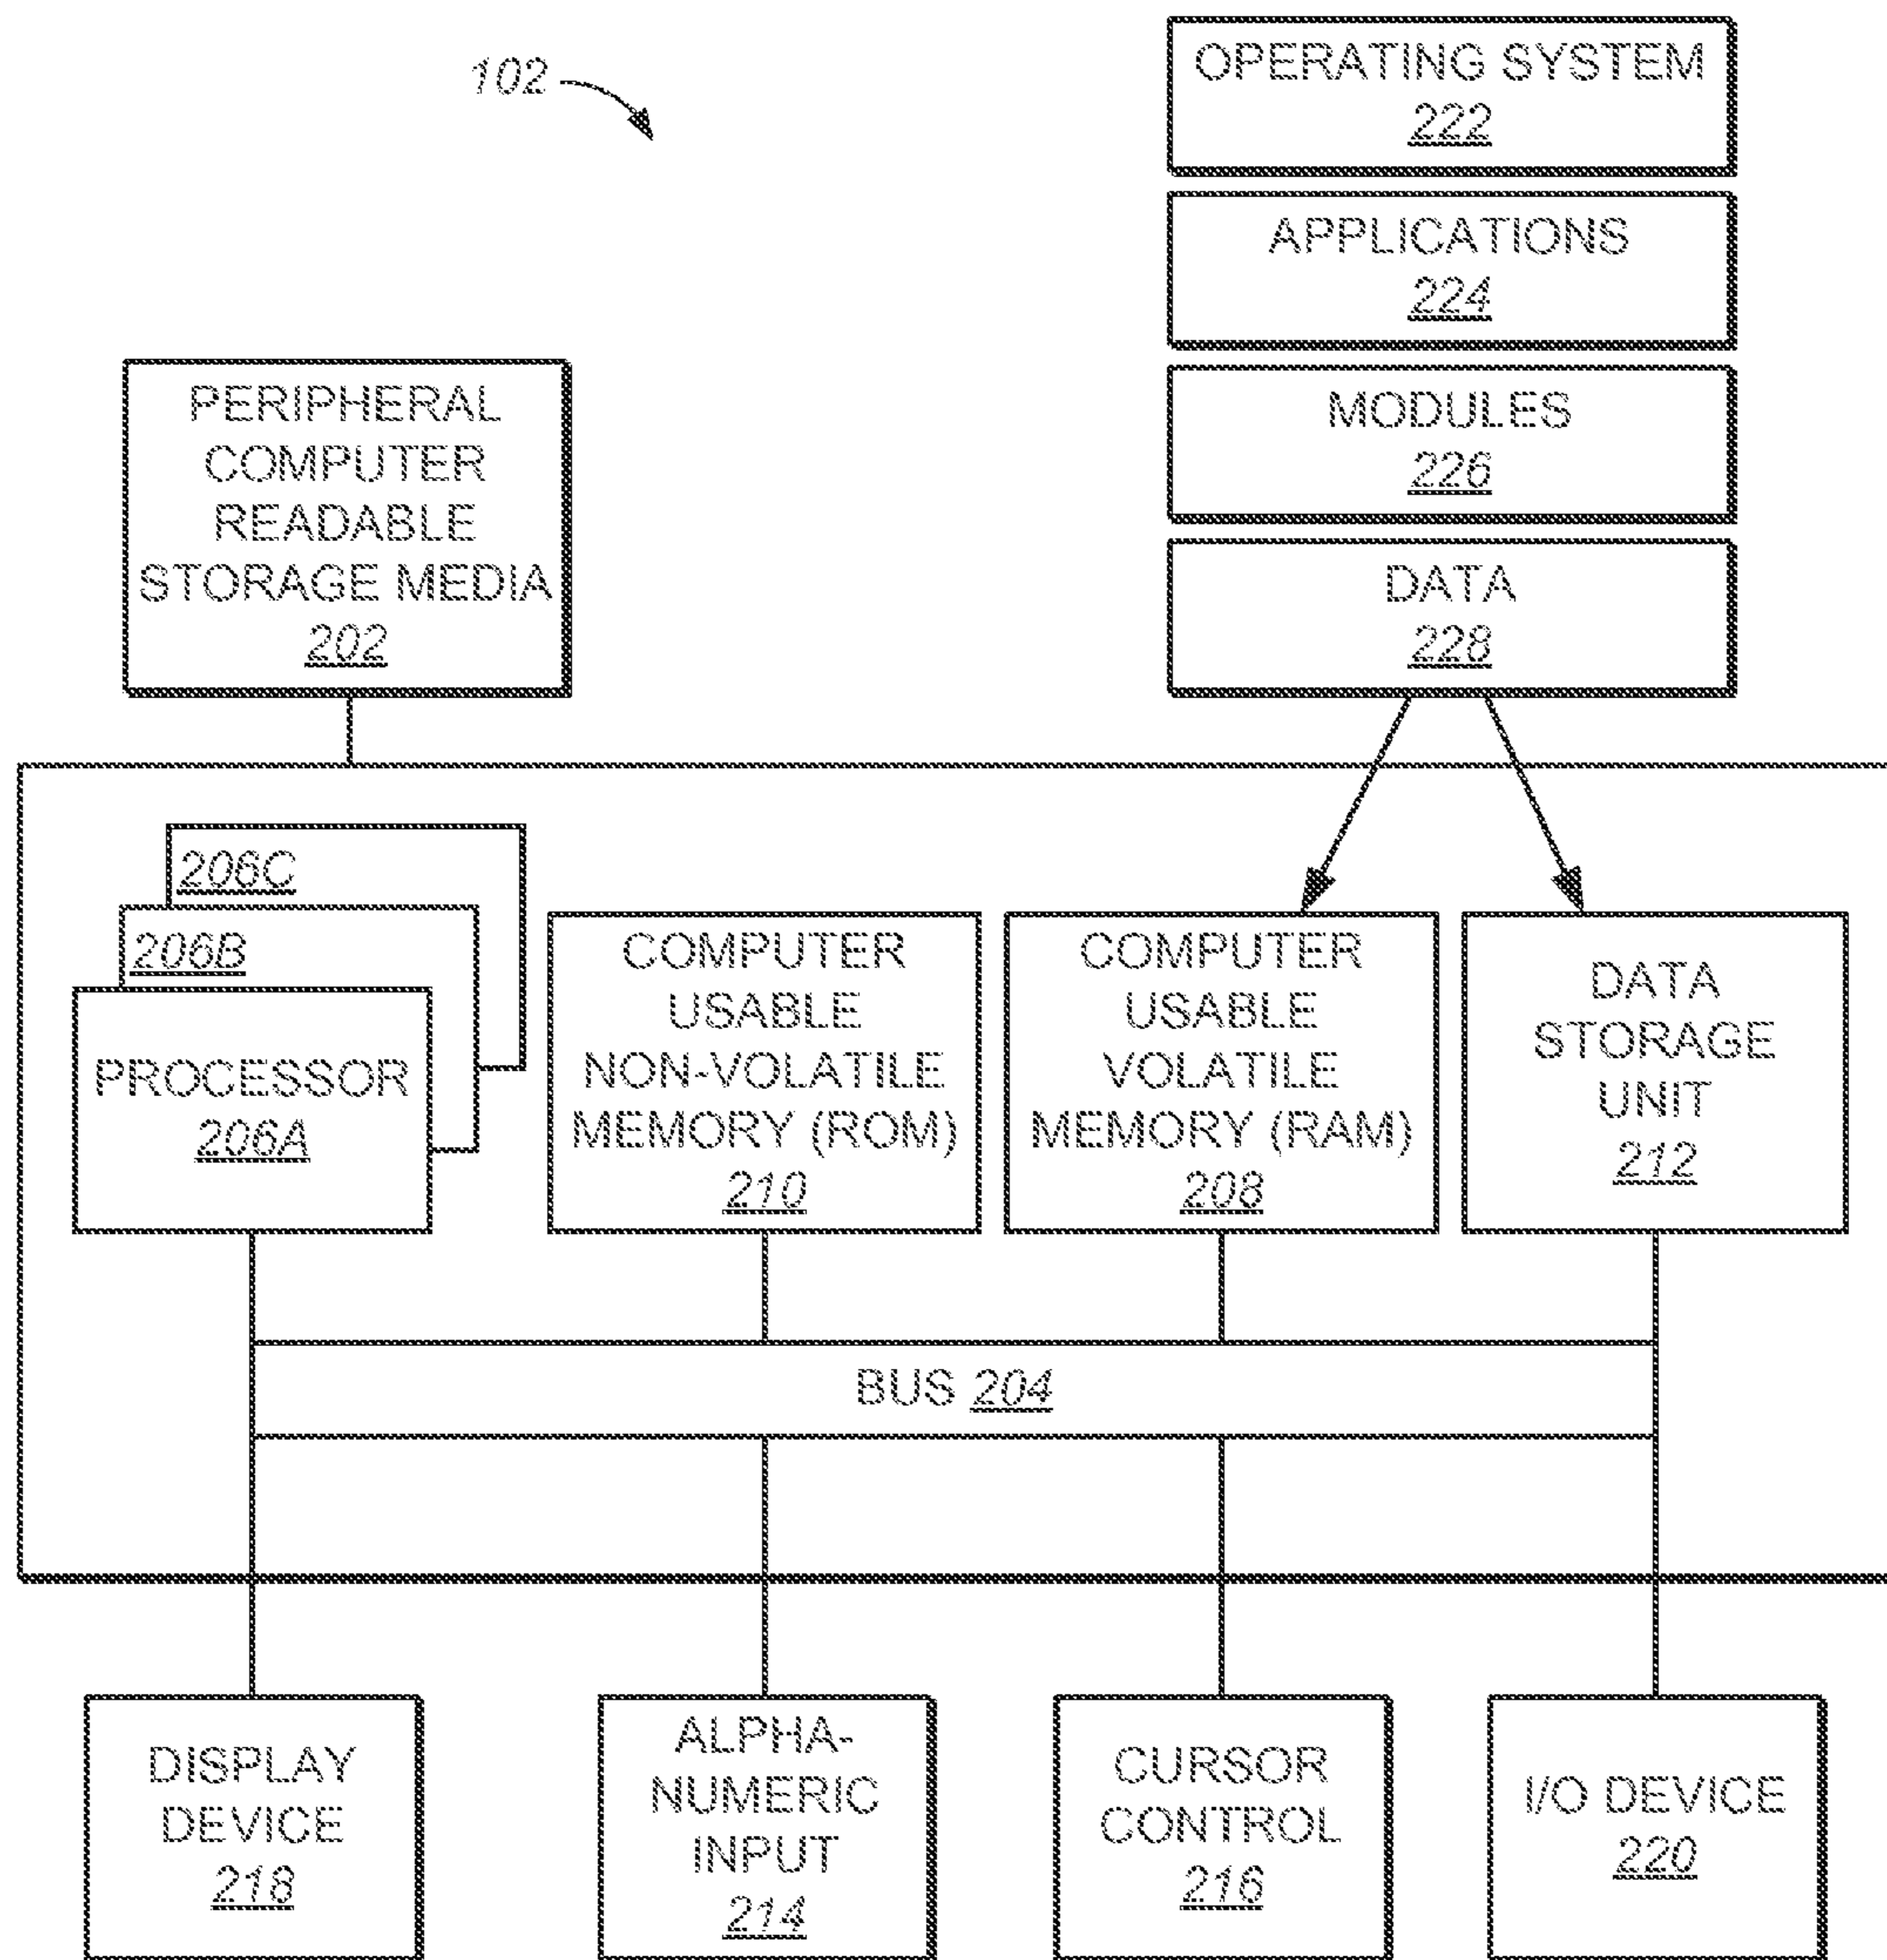 102
OPERATING SYSTEM
222
APPLICATIONS
224
MODULES
226
DATA
228
PERIPHERAL
COMPUTER
READABLE
STORAGE MEDIA
202
206C
206B
PROCESSOR
206A
COMPUTER
USABLE
NON-VOLATILE
MEMORY (ROM)
210
COMPUTER
USABLE
VOLATILE
MEMORY (RAM)
208
DATA
STORAGE
UNIT
212
BUS 204
DISPLAY
DEVICE
218
ALPHA-
NUMERIC
INPUT
214
CURSOR
CONTROL
216
I/O DEVICE
220